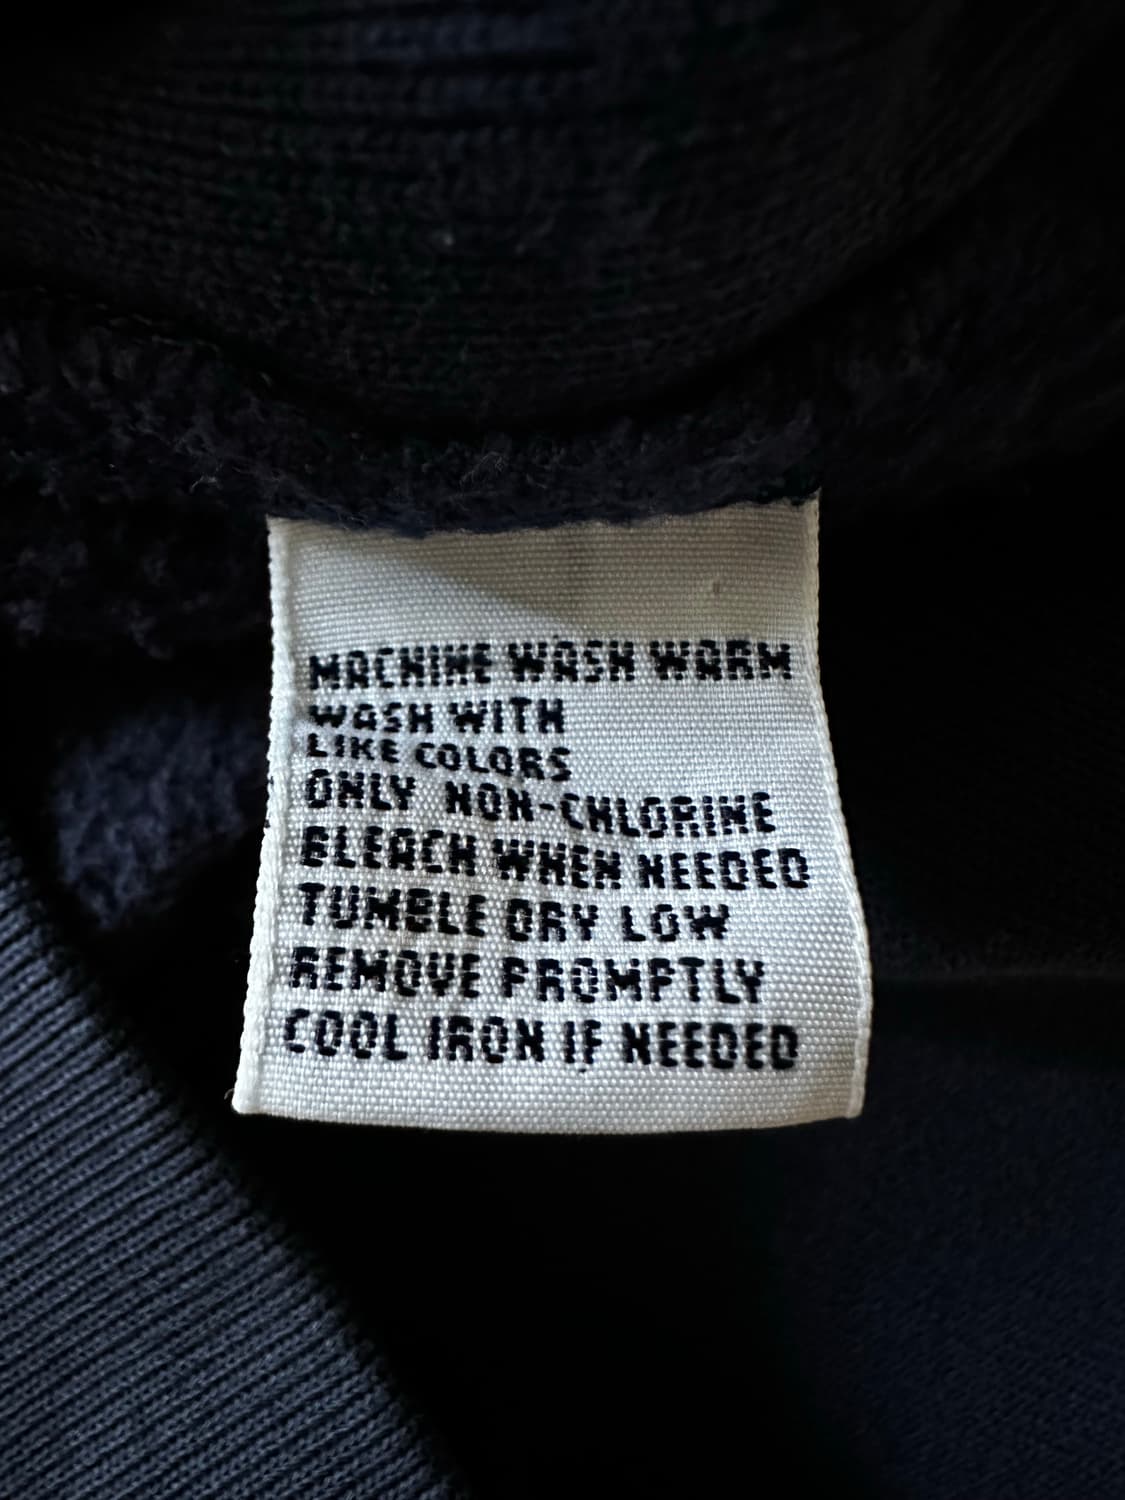 MACHINE WASH WARM
WASH WITH
LIKE COLORS
ONLY NON-CHLORINE
BLEACH WHEN NEEDED
TUMBLE DRY LOW
REMOVE PROMPTLY
COOL IRON IF NEEDED